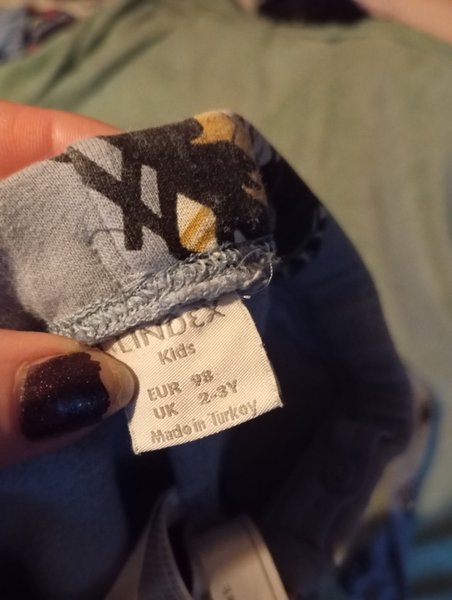 LINDEX
Kids
EUR 98
UK 2-3Y
Made in Turkey